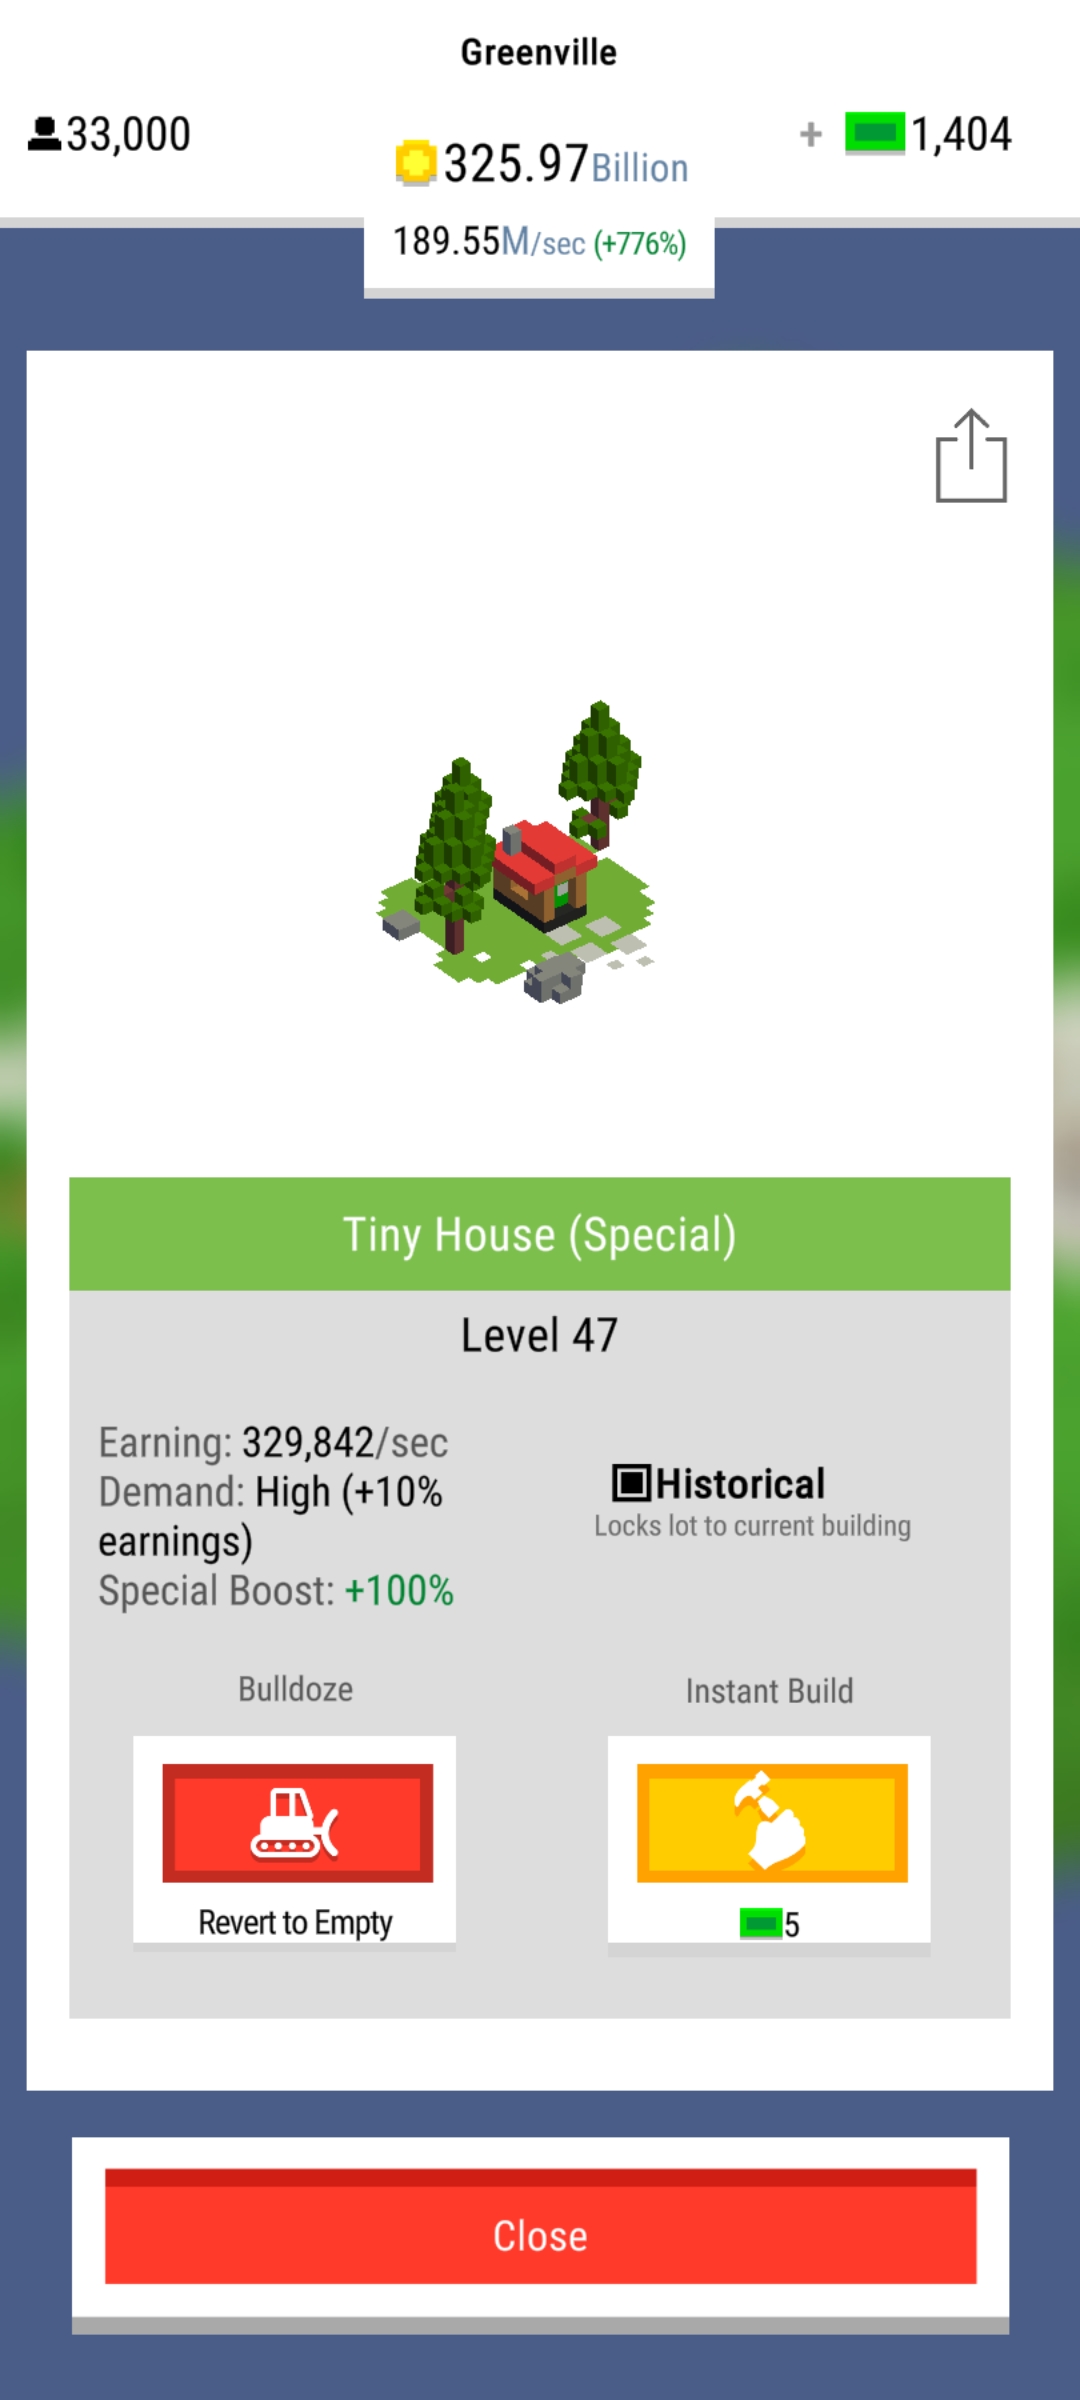 Greenville
33,000
325.97Billion
+ 1,404
189.55M/sec (+776%)
Tiny House (Special)
Level 47
Earning: 329,842/sec
Demand: High (+10%
earnings)
Special Boost: +100%
Historical
Locks lot to current building
Bulldoze
Revert to Empty
Instant Build
5
Close